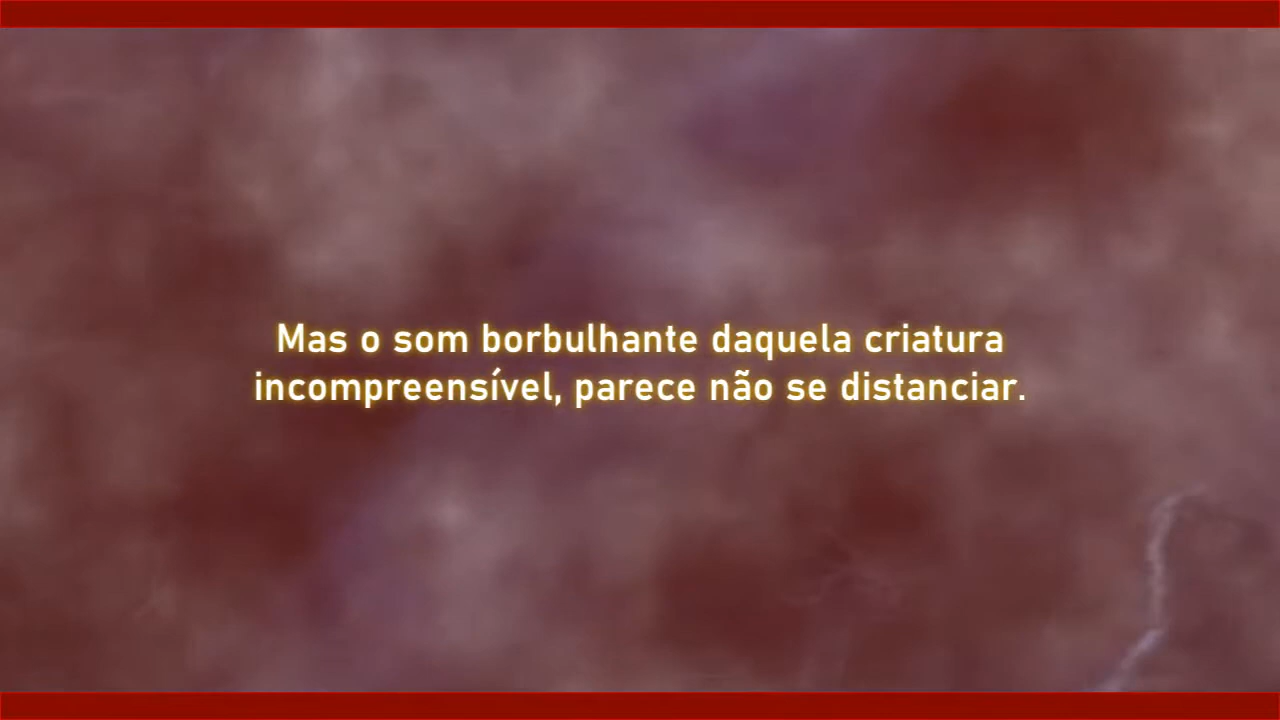 Mas o som borbulhante daquela criatura
incompreensível, parece não se distanciar.